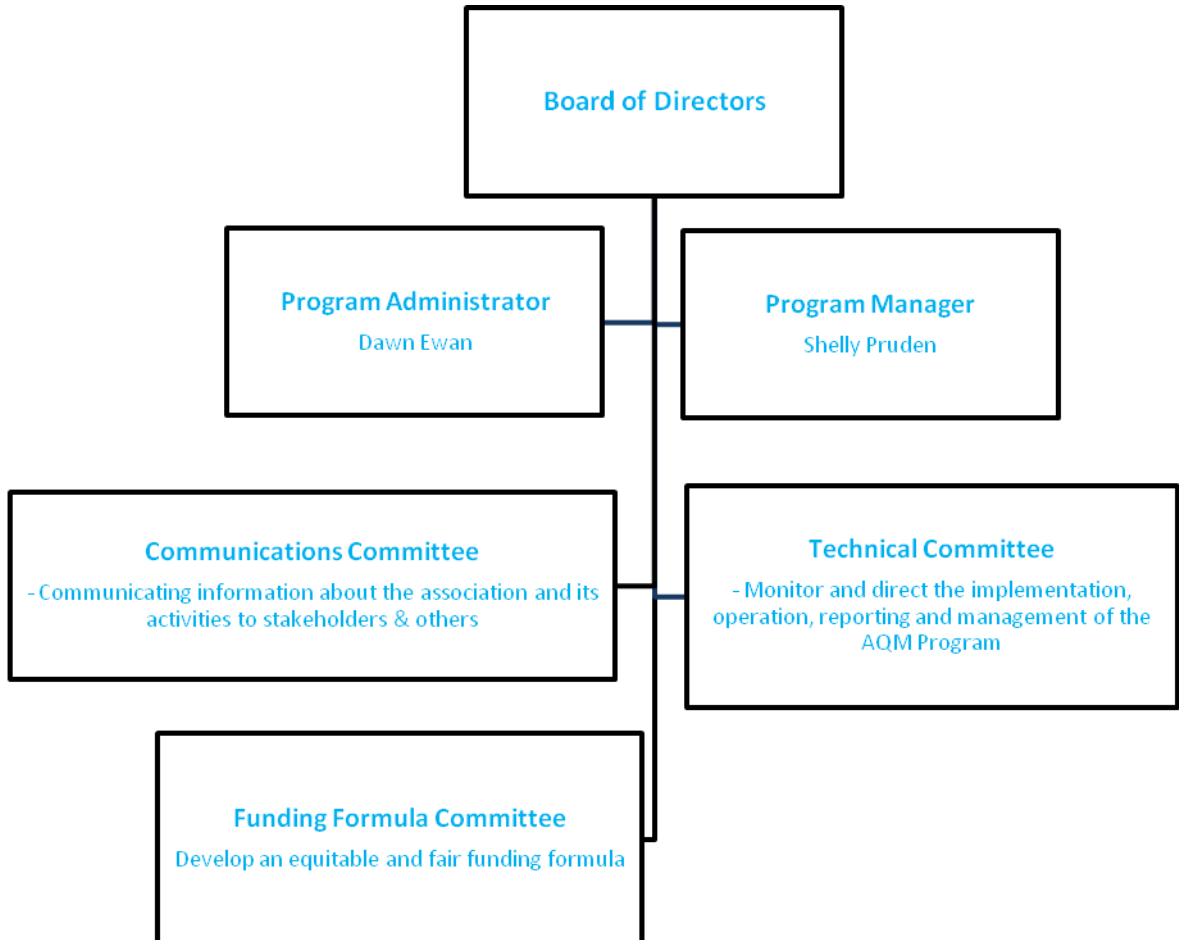 Board of Directors
Program Administrator
Dawn Ewan
Program Manager
Shelly Pruden
Communications Committee
- Communicating information about the association and its
activities to stakeholders & others
Technical Committee
- Monitor and direct the implementation,
operation, reporting and management of the
AQM Program
Funding Formula Committee
Develop an equitable and fair funding formula